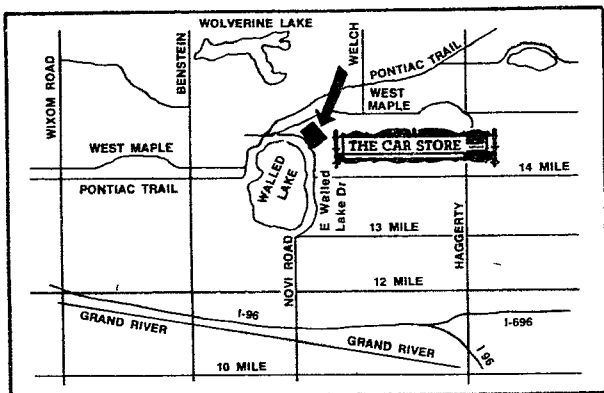 WOLVERINE LAKE
WIXOM ROAD
BENSTEIN
WELCH
PONTIAC TRAIL
WEST
MAPLE
THE CAR STORE
WEST MAPLE
14 MILE
PONTIAC TRAIL
WALLED
LAKE
E Walled
Lake Dr
13 MILE
HAGGERTY
NOVI ROAD
12 MILE
I-96
I-696
GRAND RIVER
GRAND RIVER
I-96
10 MILE